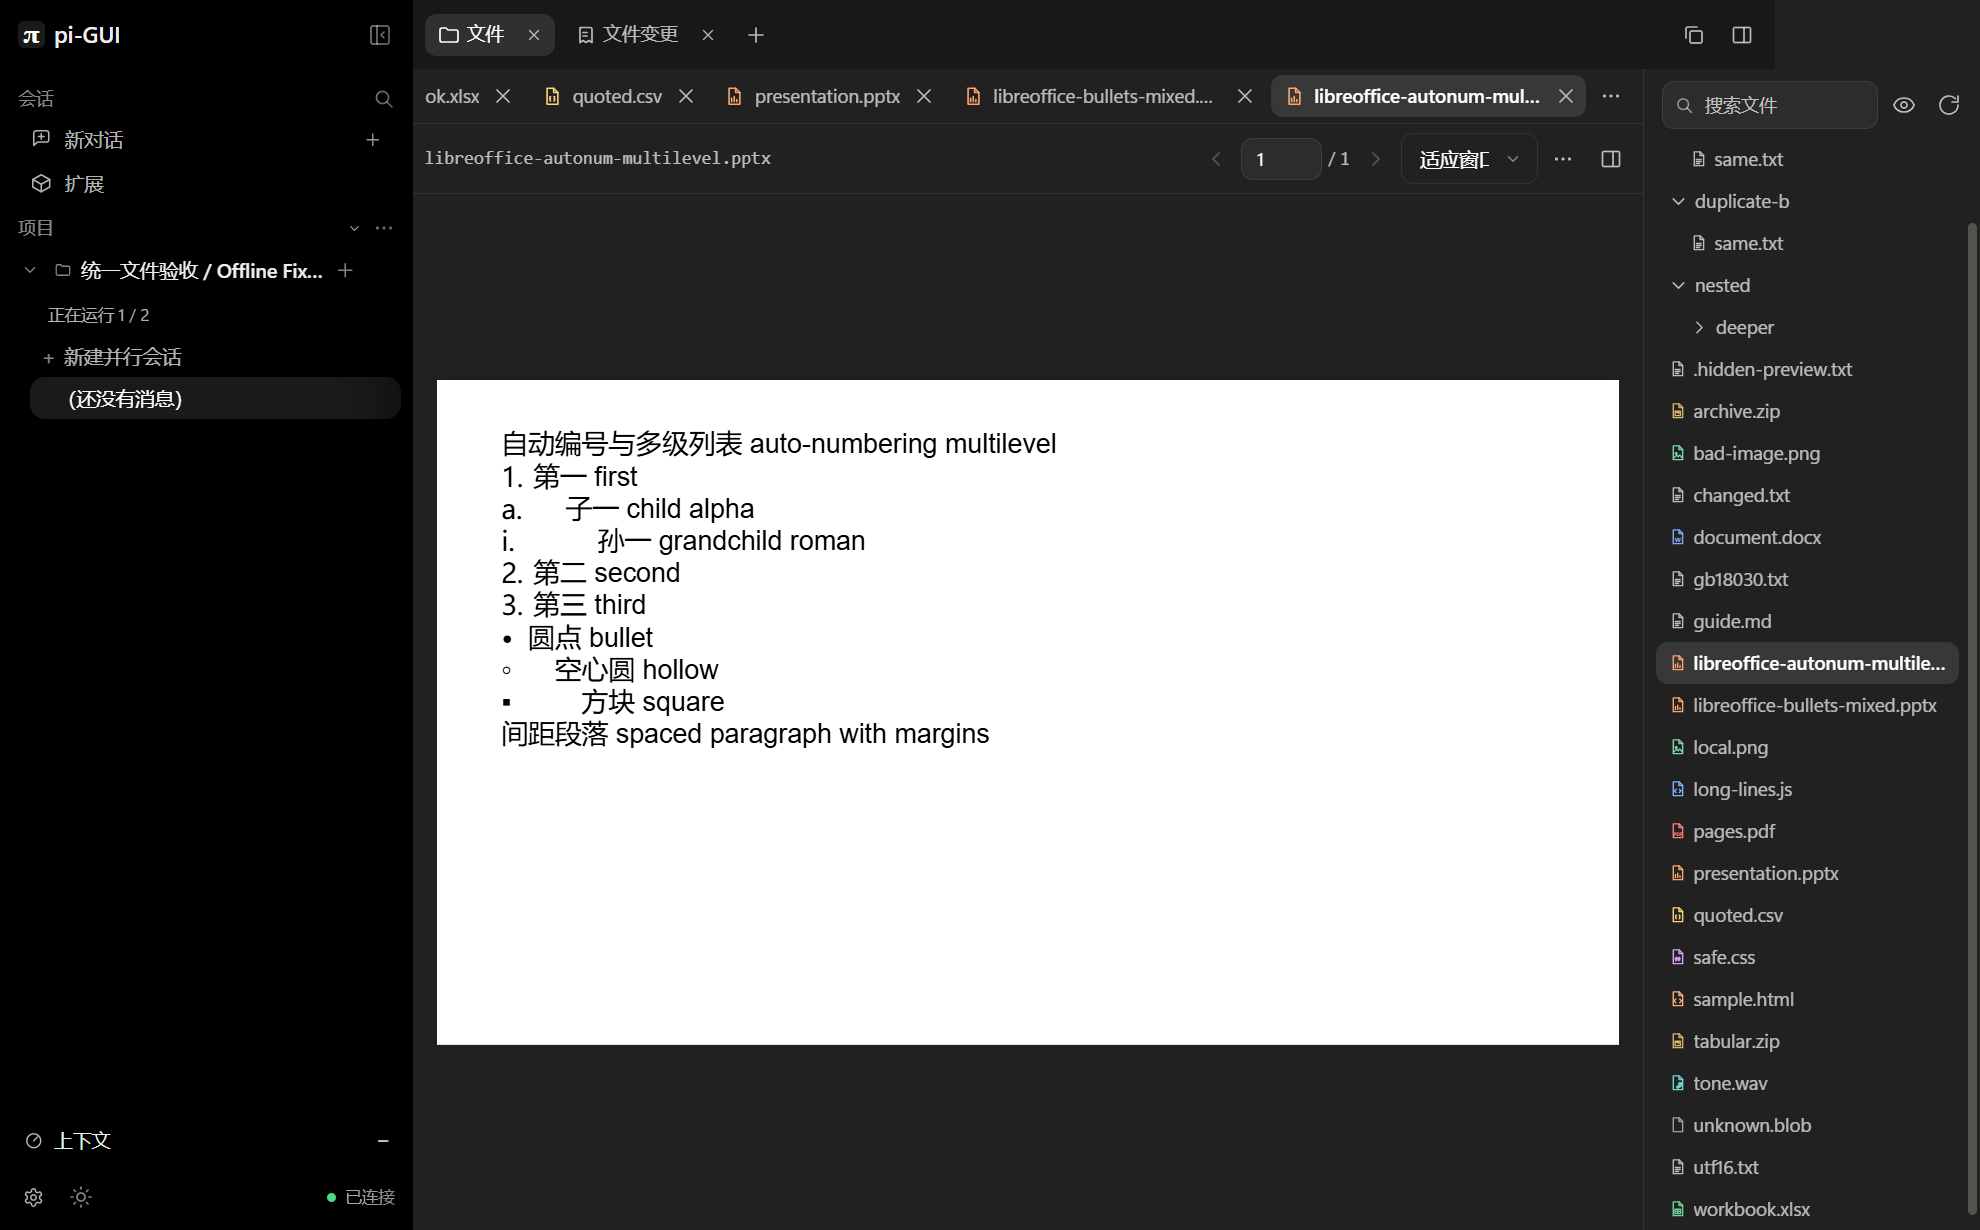 π pi-GUI
会话
新对话
扩展
项目
统一文件验收 / Offline Fix...
正在运行 1 / 2
+ 新建并行会话
(还没有消息)
上下文
已连接
文件
文件变更
ok.xlsx
quoted.csv
presentation.pptx
libreoffice-bullets-mixed....
libreoffice-autonum-mul...
libreoffice-autonum-multilevel.pptx
1 / 1
适应窗口
自动编号与多级列表 auto-numbering multilevel
1. 第一 first
a. 子一 child alpha
i. 孙一 grandchild roman
2. 第二 second
3. 第三 third
• 圆点 bullet
◦ 空心圆 hollow
▪ 方块 square
间距段落 spaced paragraph with margins
搜索文件
same.txt
duplicate-b
same.txt
nested
deeper
.hidden-preview.txt
archive.zip
bad-image.png
changed.txt
document.docx
gb18030.txt
guide.md
libreoffice-autonum-multile...
libreoffice-bullets-mixed.pptx
local.png
long-lines.js
pages.pdf
presentation.pptx
quoted.csv
safe.css
sample.html
tabular.zip
tone.wav
unknown.blob
utf16.txt
workbook.xlsx